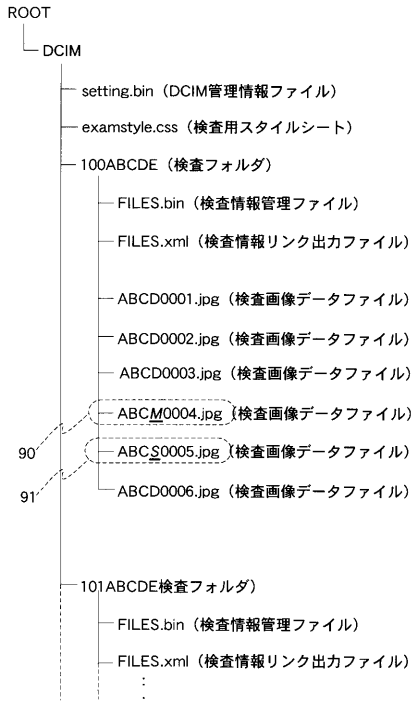 ROOT
DCIM
setting.bin（DCIM管理情報ファイル）
examstyle.css（検査用スタイルシート）
100ABCDE（検査フォルダ）
FILES.bin（検査情報管理ファイル）
FILES.xml（検査情報リンク出力ファイル）
ABCD0001.jpg（検査画像データファイル）
ABCD0002.jpg（検査画像データファイル）
ABCD0003.jpg（検査画像データファイル）
ABCM0004.jpg（検査画像データファイル）
90
ABCS0005.jpg（検査画像データファイル）
91
ABCD0006.jpg（検査画像データファイル）
101ABCDE検査フォルダ）
FILES.bin（検査情報管理ファイル）
FILES.xml（検査情報リンク出力ファイル）